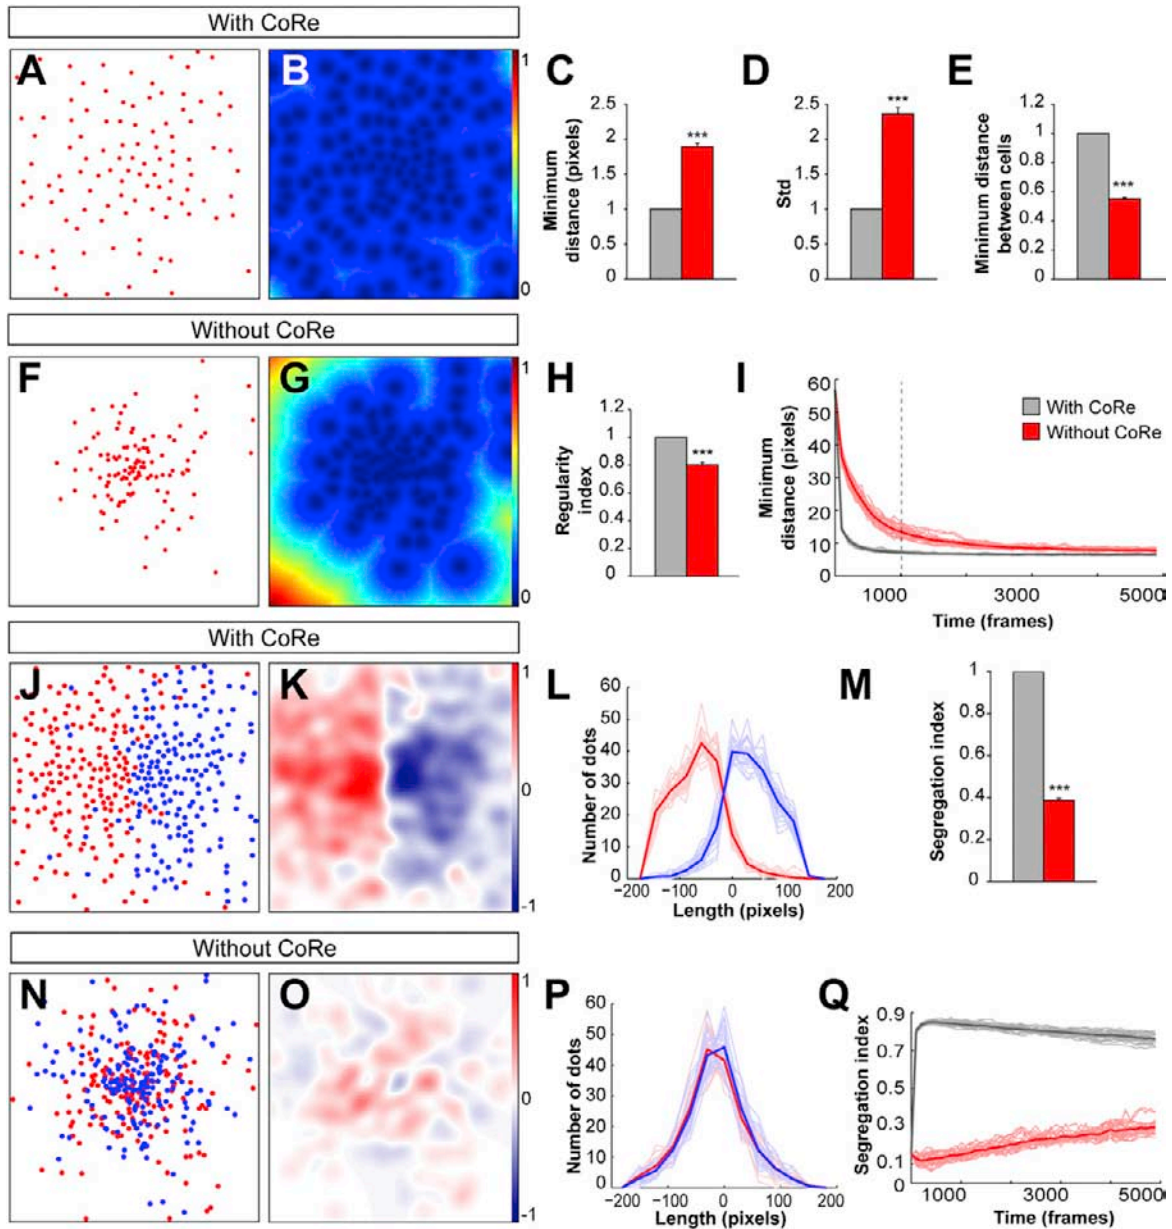 With CoRe
A
B
1
0
C
Minimum
distance (pixels)
2.5
2
1.5
1
0.5
0
***
D
Std
2.5
2
1.5
1
0.5
0
***
E
Minimum distance
between cells
1.2
1
0.8
0.6
0.4
0.2
0
***
Without CoRe
F
G
1
0
H
Regularity
index
1.2
1
0.8
0.6
0.4
0.2
0
***
I
Minimum
distance (pixels)
60
50
40
30
20
10
0
With CoRe
Without CoRe
1000 3000 5000
Time (frames)
With CoRe
J
K
1
0
-1
L
Number of dots
60
50
40
30
20
10
0
−200 −100 0 100 200
Length (pixels)
M
Segregation index
1
1
0.8
0.4
0.2
0
***
Without CoRe
N
O
1
0
-1
P
Number of dots
60
50
40
30
20
10
0
−200 −100 0 100 200
Length (pixels)
Q
Segregation index
0.9
0.7
0.5
0.3
0.1
1000 3000 5000
Time (frames)